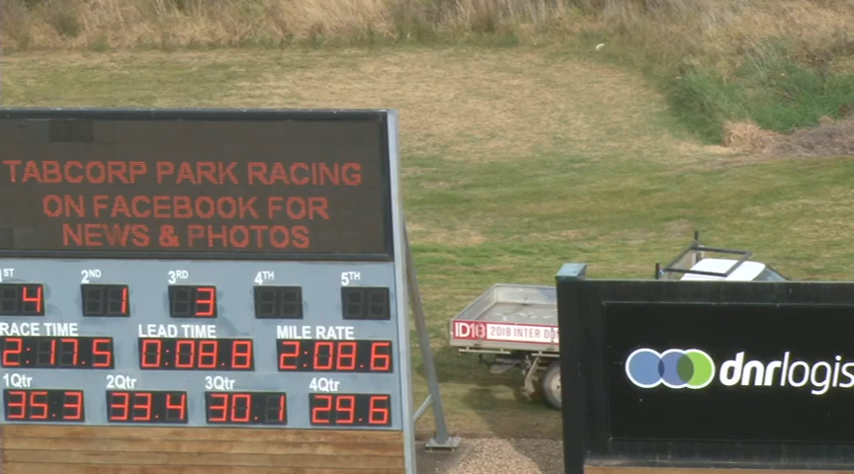 TABCORP PARK RACING
ON FACEBOOK FOR
NEWS & PHOTOS
1ST 2ND 3RD 4TH 5TH
4 1 3
RACE TIME LEAD TIME MILE RATE
2:17.5 0:08.8 2:08.6
1Qtr 2Qtr 3Qtr 4Qtr
35.3 33.4 30.1 29.6
ID18 2018 INTER
dnrlogis